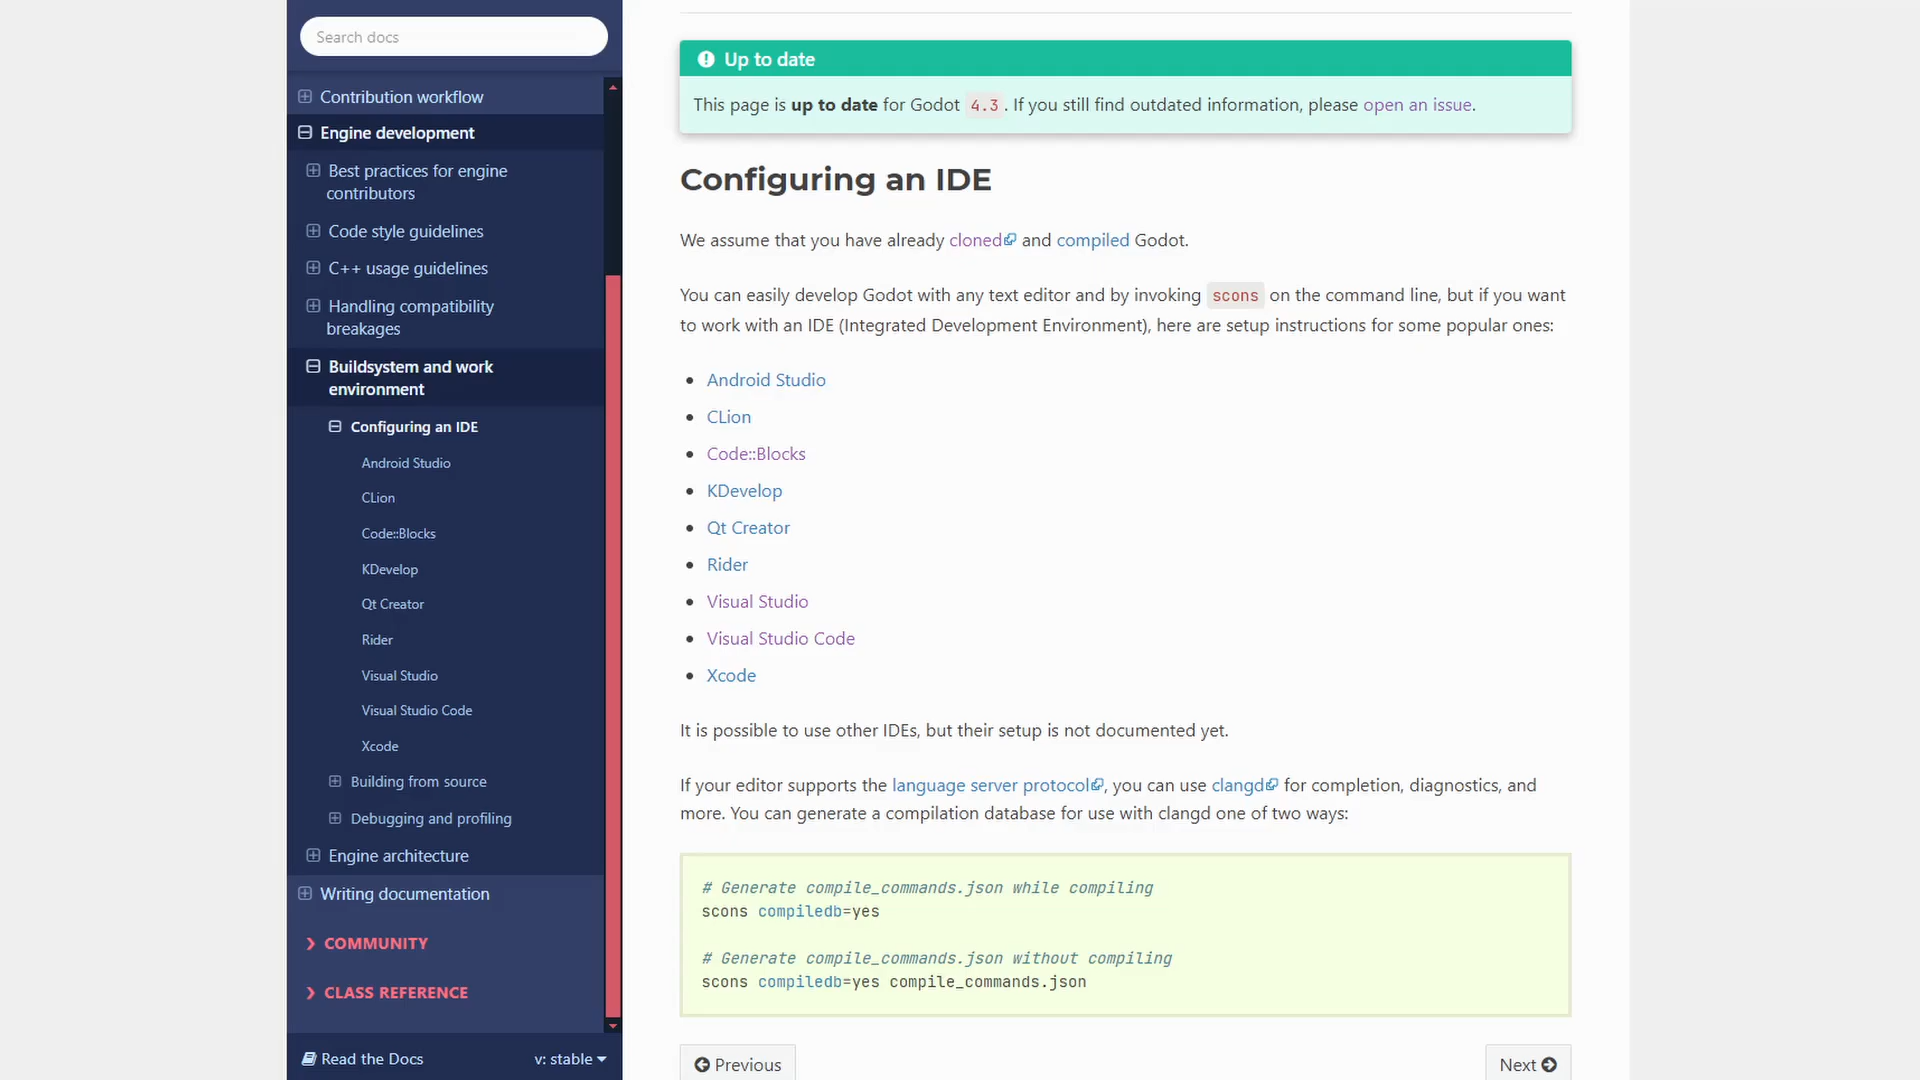 Search docs
Contribution workflow
Engine development
Best practices for engine
contributors
Code style guidelines
C++ usage guidelines
Handling compatibility
breakages
Buildsystem and work
environment
Configuring an IDE
Android Studio
CLion
Code::Blocks
KDevelop
Qt Creator
Rider
Visual Studio
Visual Studio Code
Xcode
Building from source
Debugging and profiling
Engine architecture
Writing documentation
COMMUNITY
CLASS REFERENCE
Read the Docs v: stable
Up to date
This page is up to date for Godot 4.3. If you still find outdated information, please open an issue.
Configuring an IDE
We assume that you have already cloned and compiled Godot.
You can easily develop Godot with any text editor and by invoking scons on the command line, but if you want
to work with an IDE (Integrated Development Environment), here are setup instructions for some popular ones:
Android Studio
CLion
Code::Blocks
KDevelop
Qt Creator
Rider
Visual Studio
Visual Studio Code
Xcode
It is possible to use other IDEs, but their setup is not documented yet.
If your editor supports the language server protocol, you can use clangd for completion, diagnostics, and
more. You can generate a compilation database for use with clangd one of two ways:
# Generate compile_commands.json while compiling
scons compiledb=yes
# Generate compile_commands.json without compiling
scons compiledb=yes compile_commands.json
Previous Next